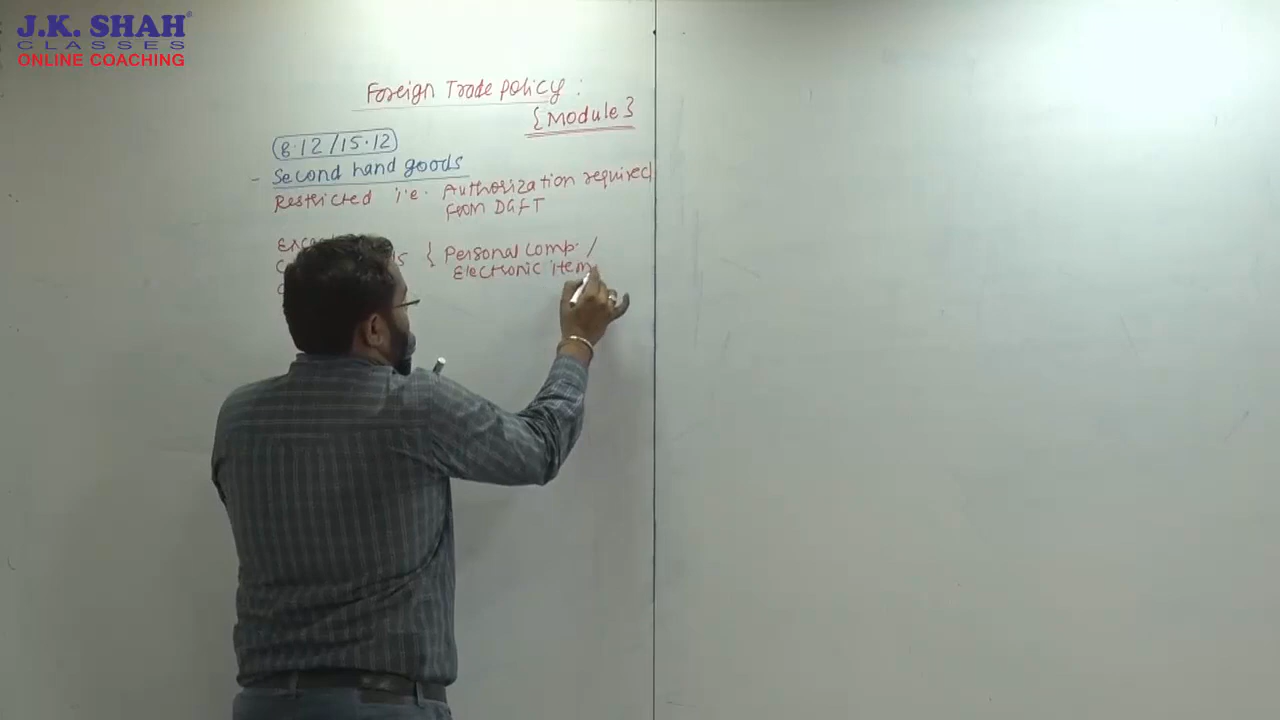 J.K. SHAH®
CLASSES
ONLINE COACHING
Foreign Trade Policy :
{Module}
8.12 / 15.12
- Second hand goods
Restricted i.e. Authorization required
from DGFT
{ Personal Comp. /
Electronic item